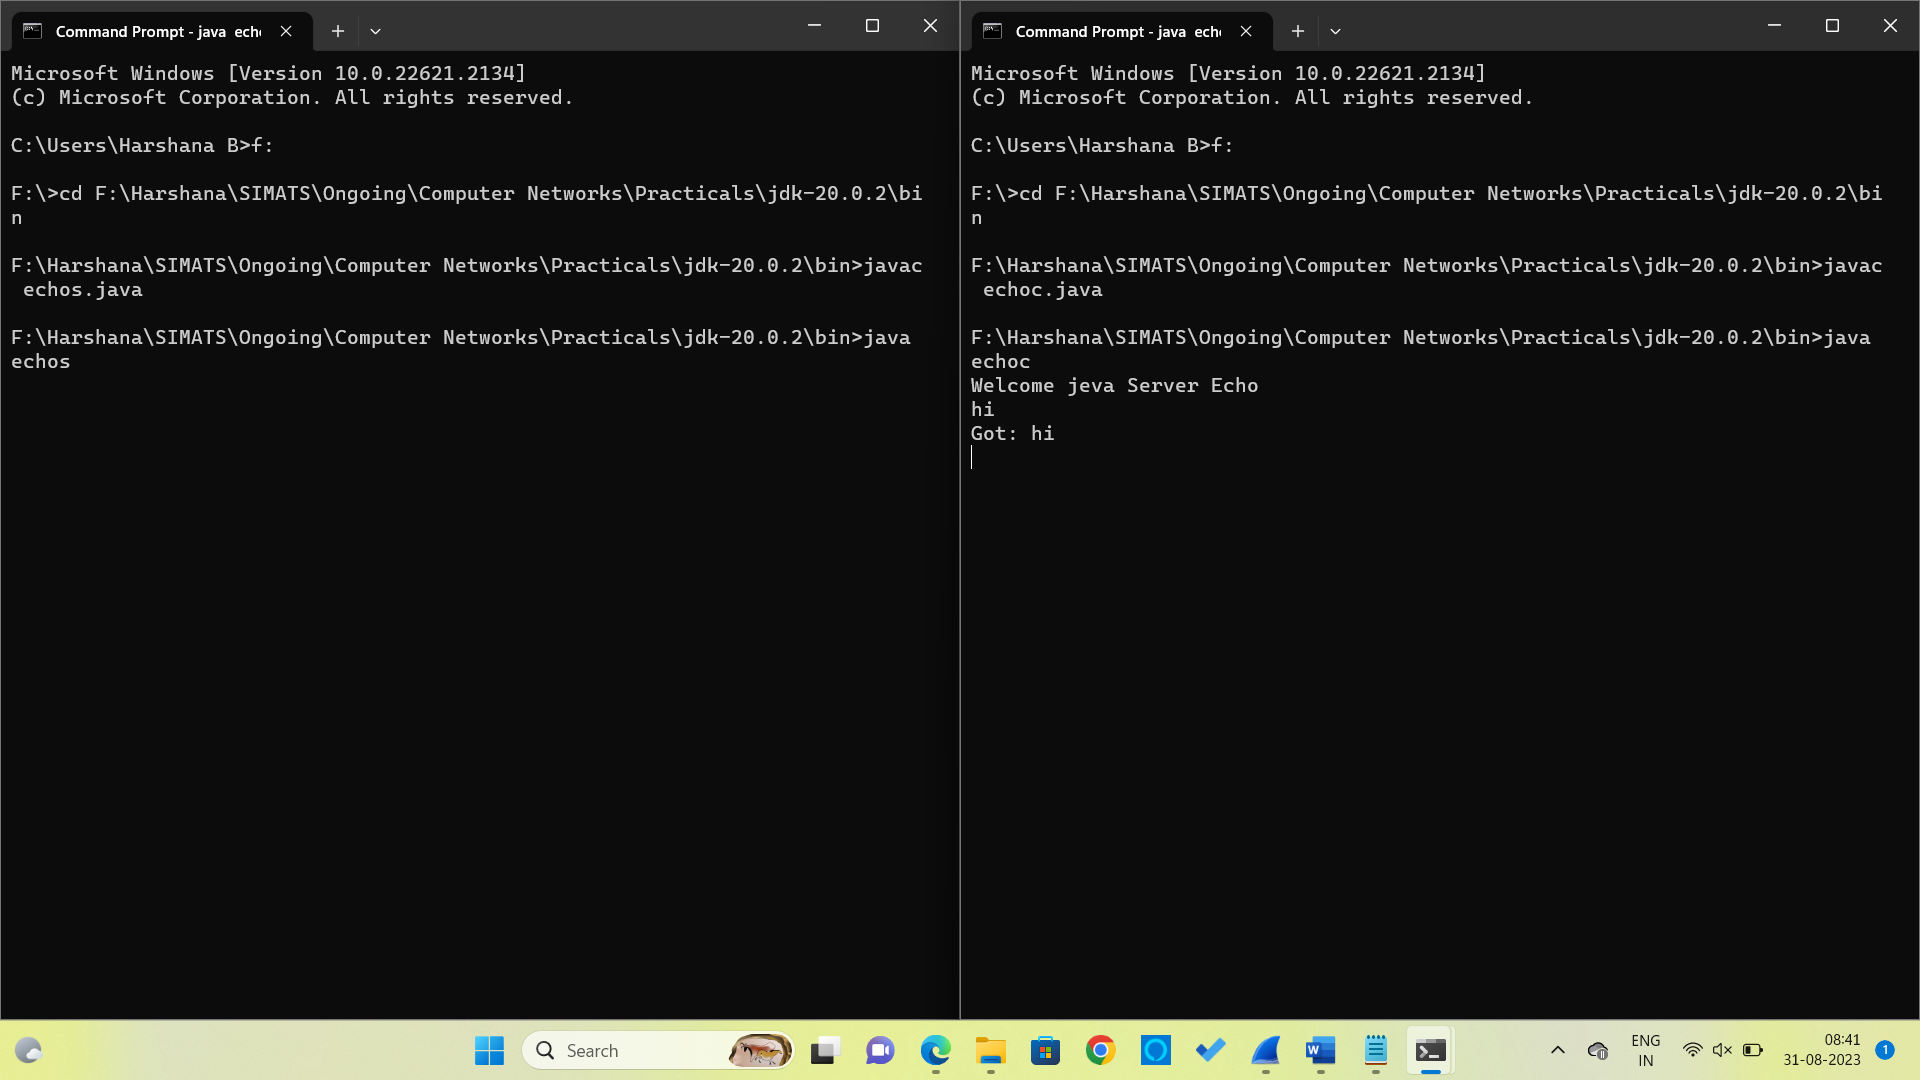 Command Prompt - java  echo
Microsoft Windows [Version 10.0.22621.2134]
(c) Microsoft Corporation. All rights reserved.
C:\Users\Harshana B>f:
F:\>cd F:\Harshana\SIMATS\Ongoing\Computer Networks\Practicals\jdk-20.0.2\bi
n
F:\Harshana\SIMATS\Ongoing\Computer Networks\Practicals\jdk-20.0.2\bin>javac
 echos.java
F:\Harshana\SIMATS\Ongoing\Computer Networks\Practicals\jdk-20.0.2\bin>java
echos
Command Prompt - java  echo
Microsoft Windows [Version 10.0.22621.2134]
(c) Microsoft Corporation. All rights reserved.
C:\Users\Harshana B>f:
F:\>cd F:\Harshana\SIMATS\Ongoing\Computer Networks\Practicals\jdk-20.0.2\bi
n
F:\Harshana\SIMATS\Ongoing\Computer Networks\Practicals\jdk-20.0.2\bin>javac
 echoc.java
F:\Harshana\SIMATS\Ongoing\Computer Networks\Practicals\jdk-20.0.2\bin>java
echoc
Welcome jeva Server Echo
hi
Got: hi
Search
W
ENG
IN
08:41
31-08-2023
1